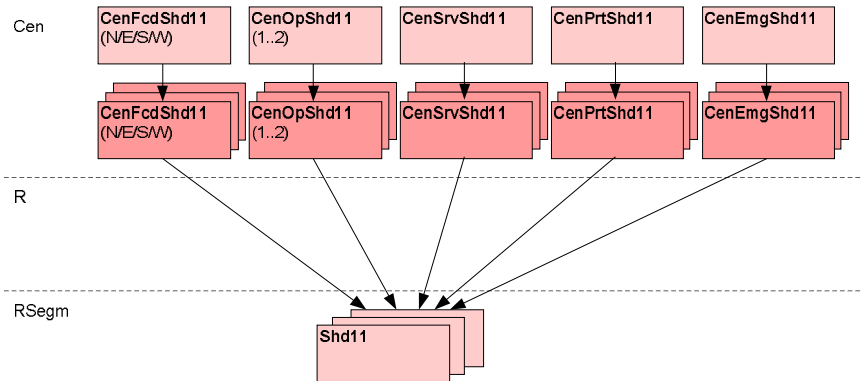 Cen
CenFcdShd11
(N/E/S/W)
CenOpShd11
(1..2)
CenSrvShd11
CenPrtShd11
CenEmgShd11
CenFcdShd11
(N/E/S/W)
CenOpShd11
(1..2)
CenSrvShd11
CenPrtShd11
CenEmgShd11
R
RSegm
Shd11